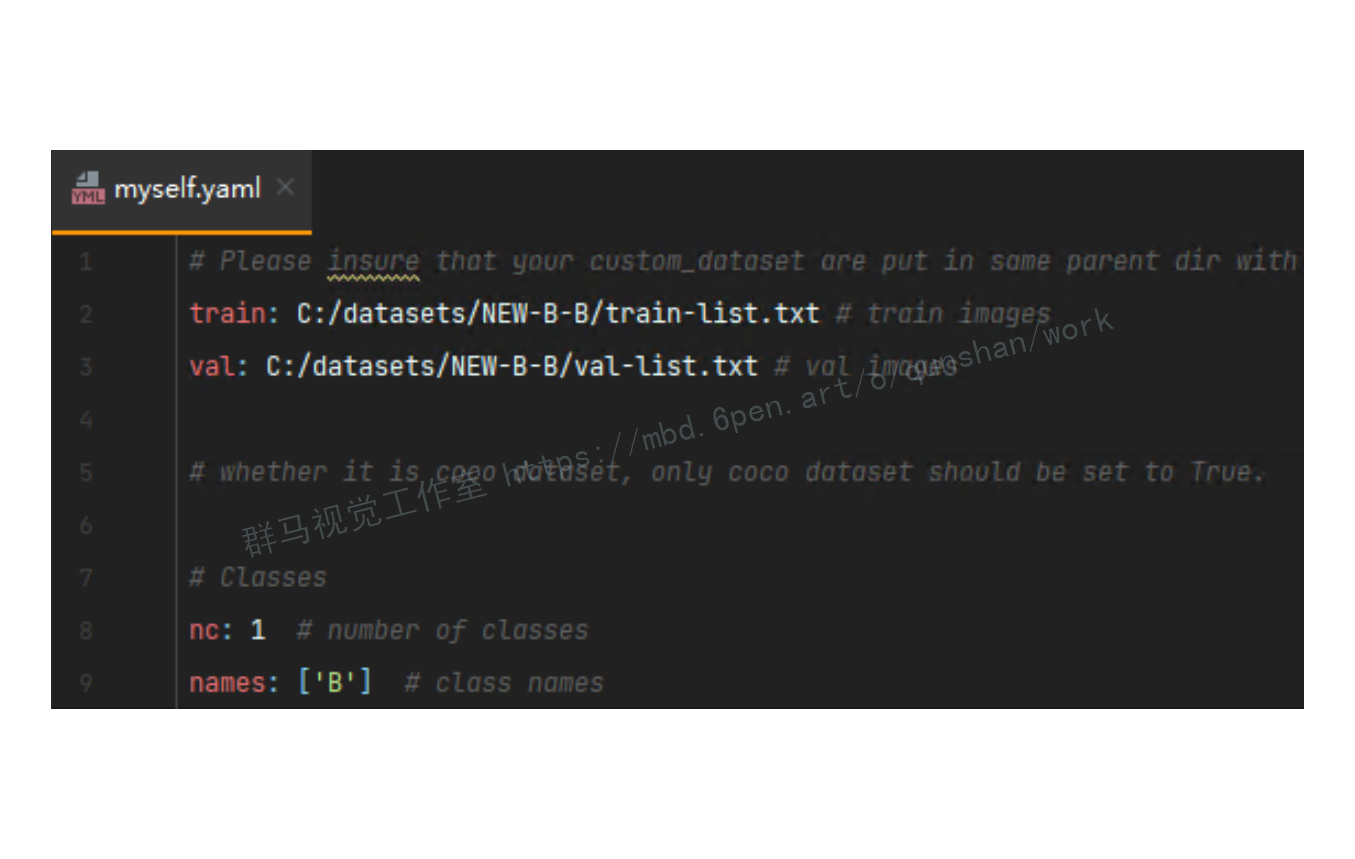 YML myself.yaml ×
1 # Please insure that your custom_dataset are put in same parent dir with
2 train: C:/datasets/NEW-B-B/train-list.txt # train images
3 val: C:/datasets/NEW-B-B/val-list.txt # val images
4
5 # whether it is coco dataset, only coco dataset should be set to True.
6
7 # Classes
8 nc: 1 # number of classes
9 names: ['B'] # class names
群马视觉工作室 https://mbd.6pen.art/o/qunshan/work